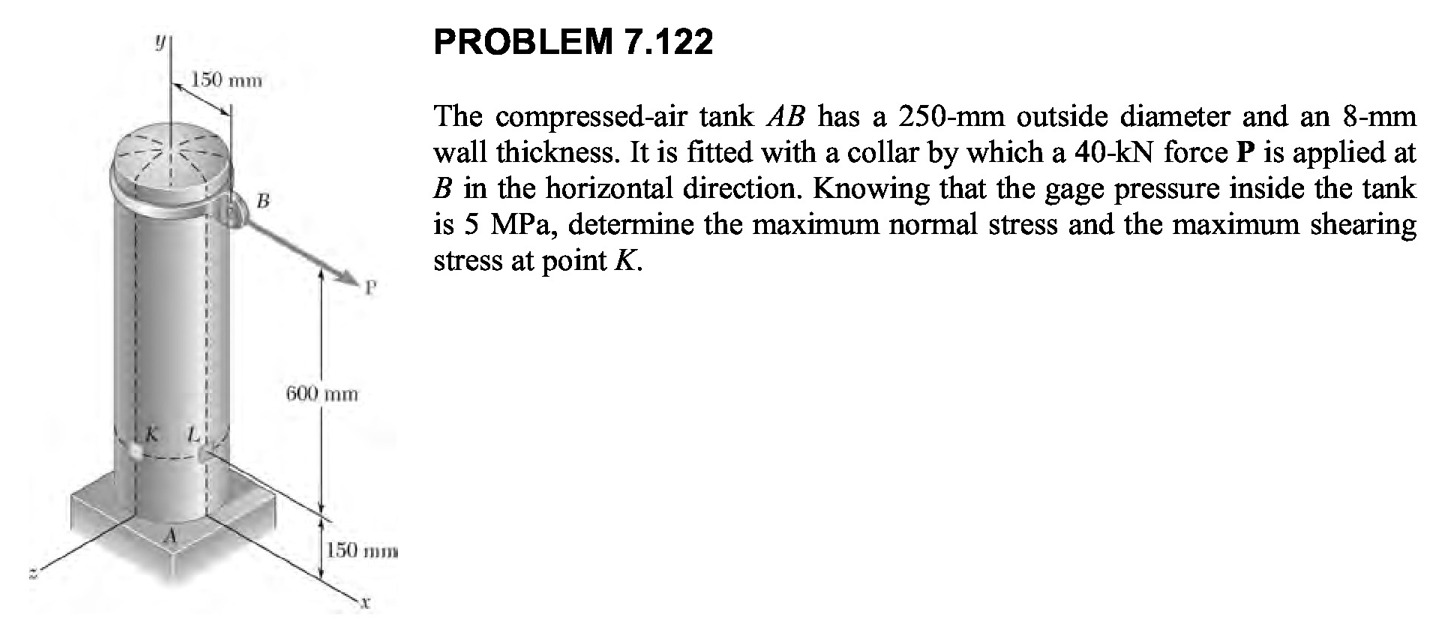 PROBLEM 7.122
The compressed-air tank AB has a 250-mm outside diameter and an 8-mm
wall thickness. It is fitted with a collar by which a 40-kN force P is applied at
B in the horizontal direction. Knowing that the gage pressure inside the tank
is 5 MPa, determine the maximum normal stress and the maximum shearing
stress at point K.
y
150 mm
B
P
600 mm
K L
A
150 mm
z
x